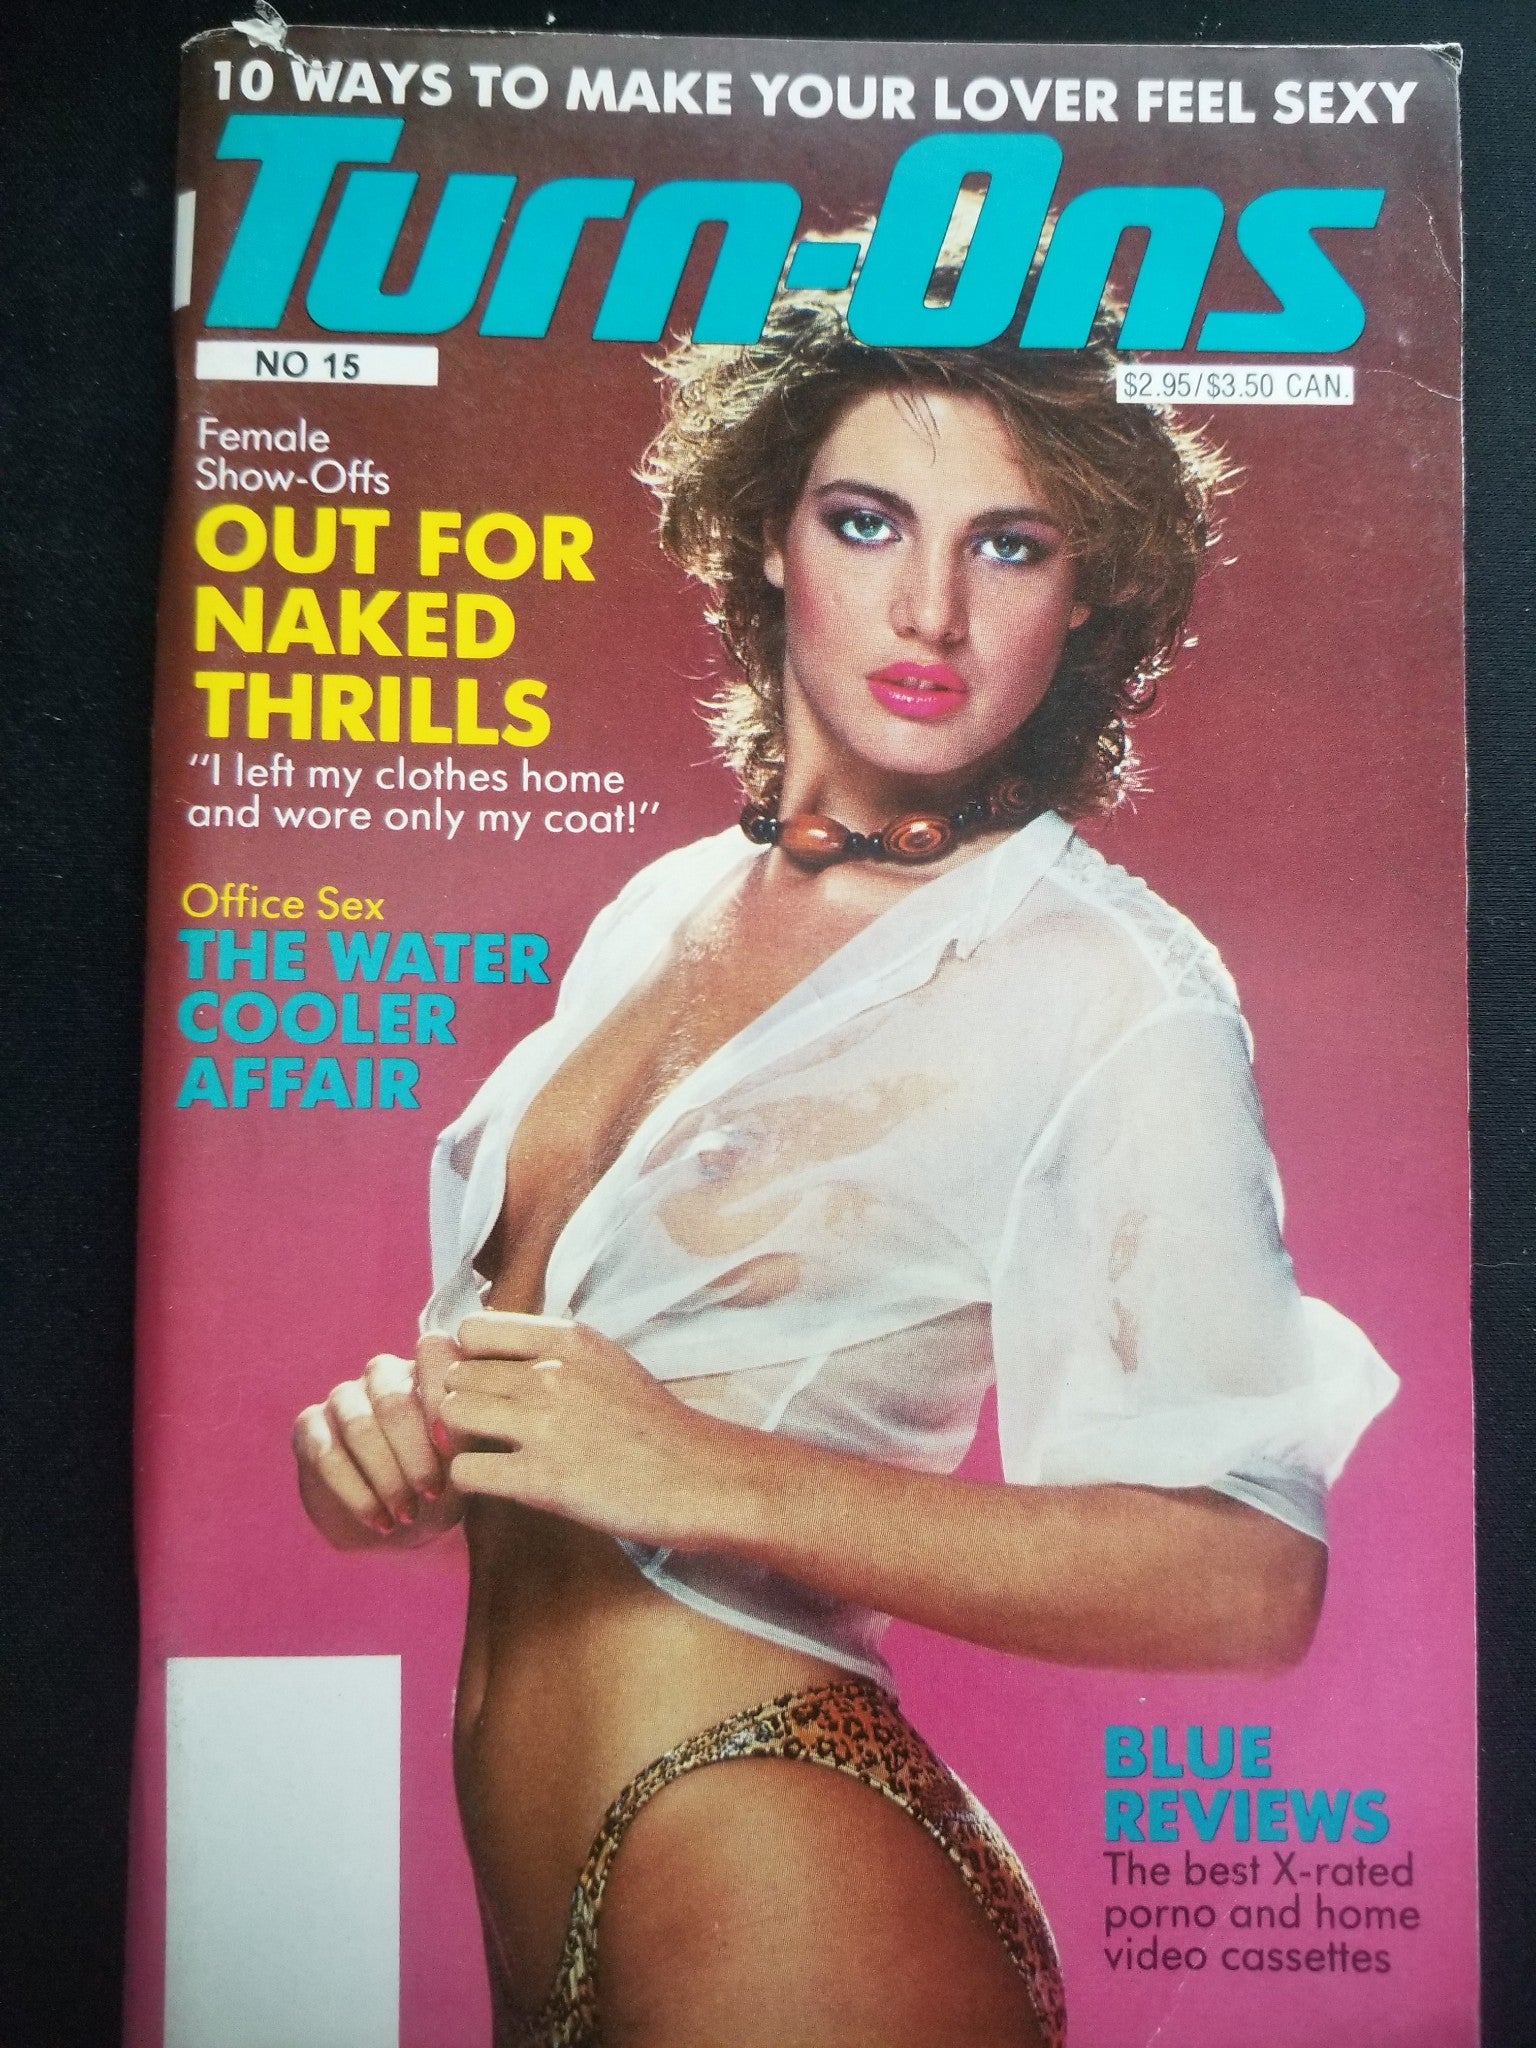 10 WAYS TO MAKE YOUR LOVER FEEL SEXY
Turn-Ons
NO 15
$2.95/$3.50 CAN.
Female
Show-Offs
OUT FOR
NAKED
THRILLS
"I left my clothes home
and wore only my coat!"
Office Sex
THE WATER
COOLER
AFFAIR
BLUE
REVIEWS
The best X-rated
porno and home
video cassettes